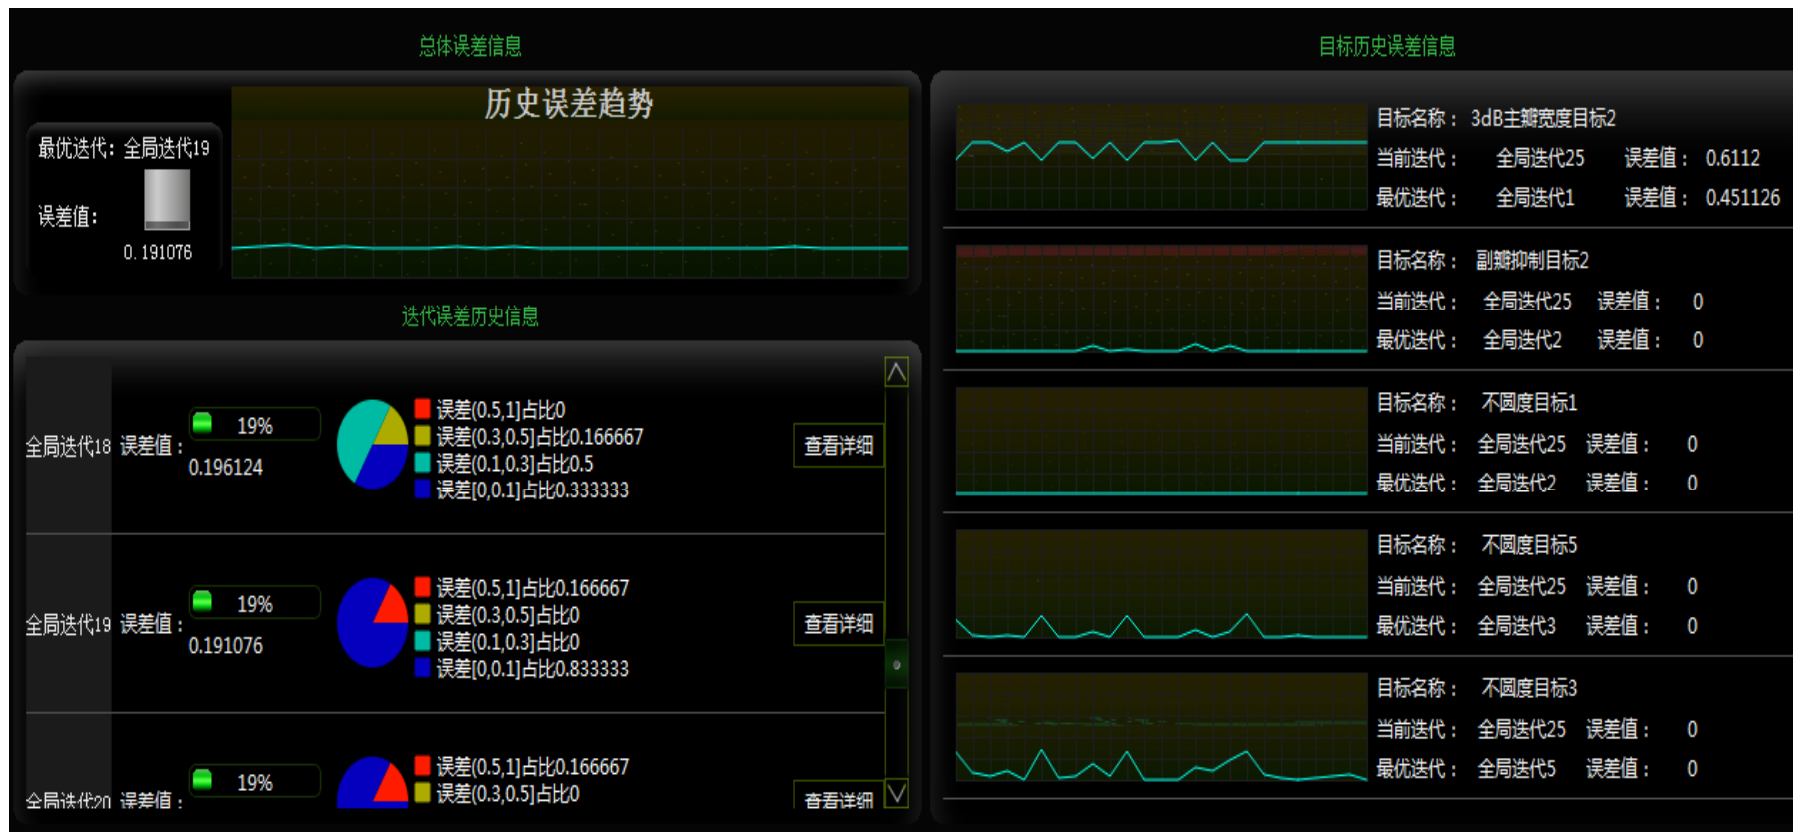 总体误差信息
历史误差趋势
最优迭代: 全局迭代19
误差值:
0.191076
迭代误差历史信息
全局迭代18 误差值：
19%
0.196124
误差(0.5,1]占比0
误差(0.3,0.5]占比0.166667
误差(0.1,0.3]占比0.5
误差[0,0.1]占比0.333333
查看详细
全局迭代19 误差值：
19%
0.191076
误差(0.5,1]占比0.166667
误差(0.3,0.5]占比0
误差(0.1,0.3]占比0
误差[0,0.1]占比0.833333
查看详细
全局迭代20 误差值：
19%
误差(0.5,1]占比0.166667
误差(0.3,0.5]占比0
查看详细
目标历史误差信息
目标名称： 3dB主瓣宽度目标2
当前迭代： 全局迭代25 误差值： 0.6112
最优迭代： 全局迭代1 误差值： 0.451126
目标名称： 副瓣抑制目标2
当前迭代： 全局迭代25 误差值： 0
最优迭代： 全局迭代2 误差值： 0
目标名称： 不圆度目标1
当前迭代： 全局迭代25 误差值： 0
最优迭代： 全局迭代2 误差值： 0
目标名称： 不圆度目标5
当前迭代： 全局迭代25 误差值： 0
最优迭代： 全局迭代3 误差值： 0
目标名称： 不圆度目标3
当前迭代： 全局迭代25 误差值： 0
最优迭代： 全局迭代5 误差值： 0